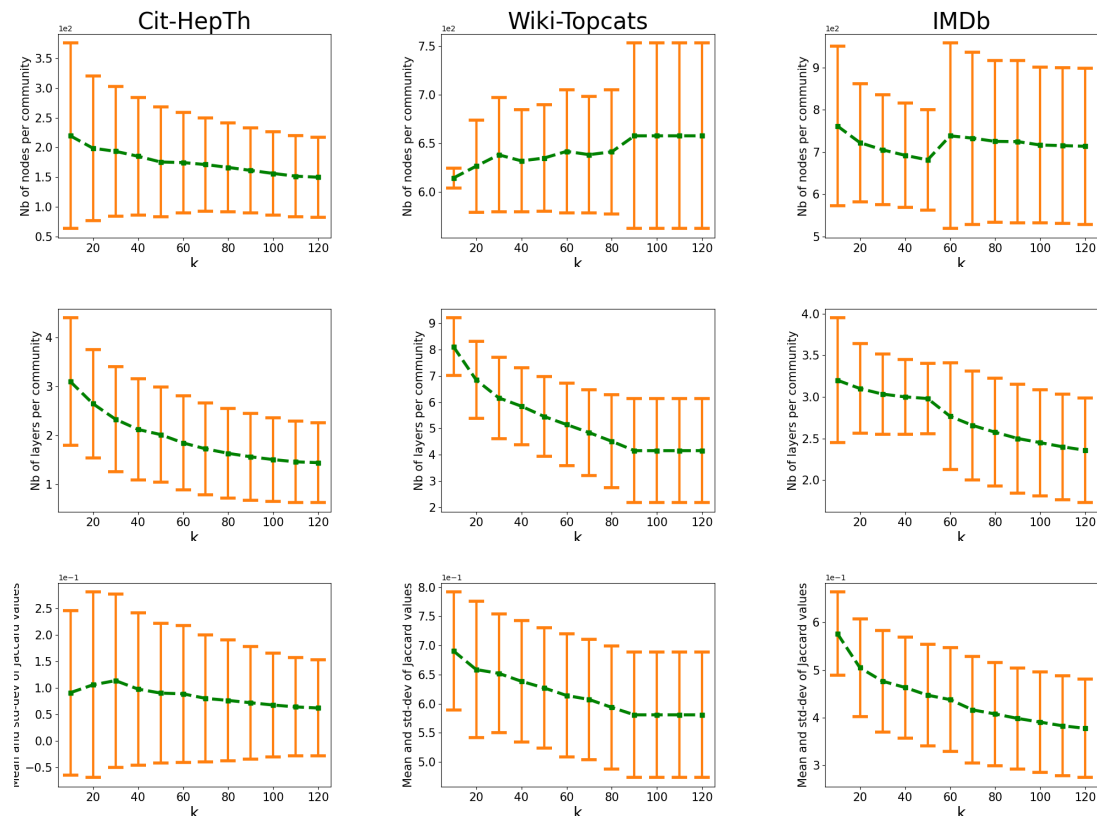 Cit-HepTh
Wiki-Topcats
IMDb
1e2
Nb of nodes per community
3.5
3.0
2.5
2.0
1.5
1.0
0.5
20 40 60 80 100 120
k
1e2
Nb of nodes per community
7.5
7.0
6.5
6.0
20 40 60 80 100 120
k
1e2
Nb of nodes per community
9
8
7
6
5
20 40 60 80 100 120
k
Nb of layers per community
4
3
2
1
20 40 60 80 100 120
k
Nb of layers per community
9
8
7
6
5
4
3
2
20 40 60 80 100 120
k
Nb of layers per community
4.0
3.5
3.0
2.5
2.0
20 40 60 80 100 120
k
1e−1
Mean and std-dev of Jaccard values
2.5
2.0
1.5
1.0
0.5
0.0
−0.5
20 40 60 80 100 120
k
1e−1
Mean and std-dev of Jaccard values
8.0
7.5
7.0
6.5
6.0
5.5
5.0
20 40 60 80 100 120
k
1e−1
Mean and std-dev of Jaccard values
6
5
4
3
20 40 60 80 100 120
k